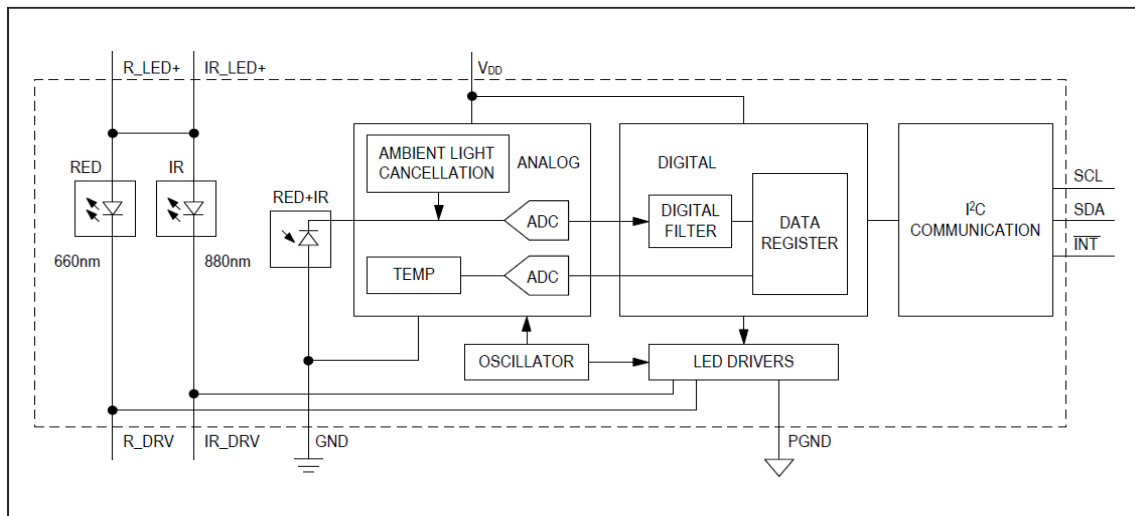 R_LED+
IR_LED+
VDD
RED
IR
660nm
880nm
RED+IR
AMBIENT LIGHT
CANCELLATION
ANALOG
ADC
TEMP
ADC
DIGITAL
DIGITAL
FILTER
DATA
REGISTER
I²C
COMMUNICATION
SCL
SDA
INT
OSCILLATOR
LED DRIVERS
R_DRV
IR_DRV
GND
PGND